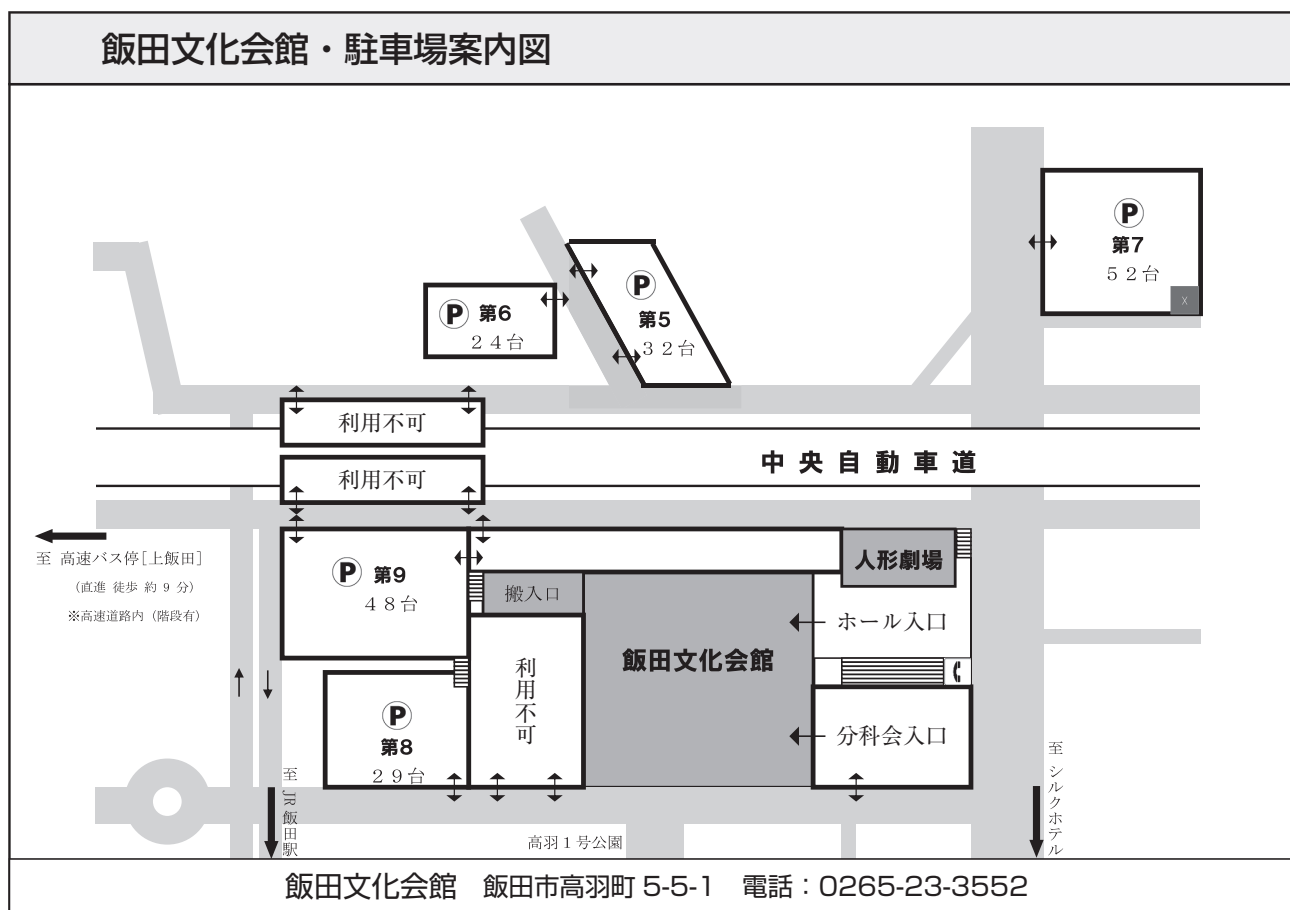 飯田文化会館・駐車場案内図
P
第7
52台
X
P
第5
32台
P 第6
24台
利用不可
利用不可
中央自動車道
至 高速バス停[上飯田]
(直進 徒歩 約9分)
※高速道路内(階段有)
P 第9
48台
搬入口
人形劇場
ホール入口
飯田文化会館
利用不可
分科会入口
P
第8
29台
至 JR飯田駅
至 シルクホテル
高羽1号公園
飯田文化会館 飯田市高羽町 5-5-1 電話:0265-23-3552